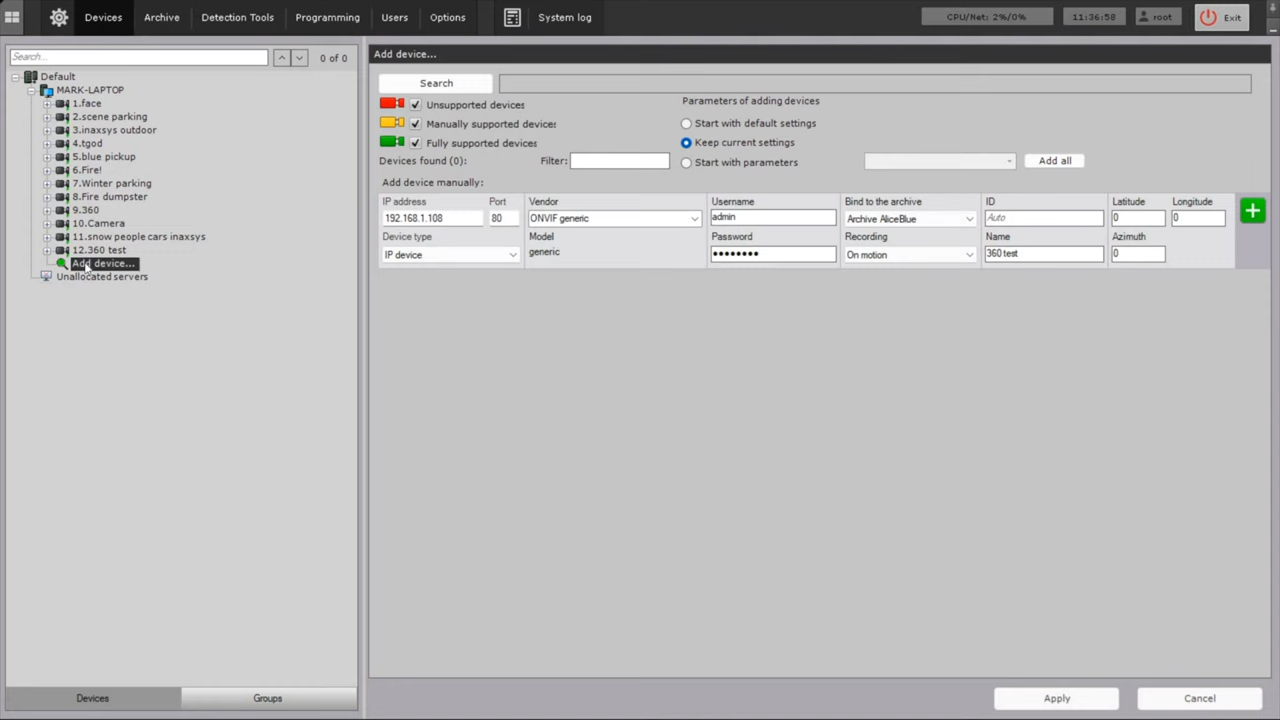 Devices Archive Detection Tools Programming Users Options System log CPU/Net: 2%/0% 11:36:58 root Exit
Search... 0 of 0
Default
MARK-LAPTOP
1.face
2.scene parking
3.inaxsys outdoor
4.tgod
5.blue pickup
6.Fire!
7.Winter parking
8.Fire dumpster
9.360
10.Camera
11.snow people cars inaxsys
12.360 test
Add device...
Unallocated servers
Devices Groups
Add device...
Search
Unsupported devices Parameters of adding devices
Manually supported devices Start with default settings
Fully supported devices Keep current settings
Devices found (0): Filter: Start with parameters Add all
Add device manually:
IP address Port Vendor Username Bind to the archive ID Latitude Longitude
192.168.1.108 80 ONVIF generic admin Archive AliceBlue Auto 0 0
Device type Model Password Recording Name Azimuth
IP device generic ●●●●●●●● On motion 360 test 0
Apply Cancel